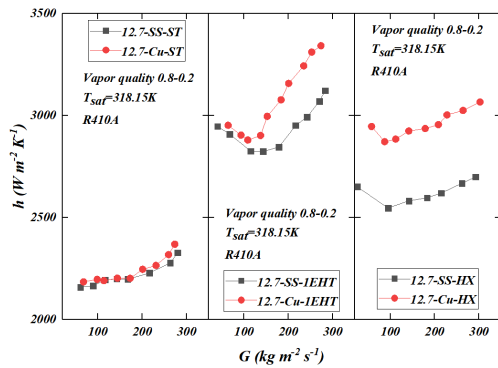 3500
3000
2500
2000
h (W m-2 K-1)
12.7-SS-ST
12.7-Cu-ST
Vapor quality 0.8-0.2
Tsat=318.15K
R410A
Vapor quality 0.8-0.2
Tsat=318.15K
R410A
12.7-SS-1EHT
12.7-Cu-1EHT
Vapor quality 0.8-0.2
Tsat=318.15K
R410A
12.7-SS-HX
12.7-Cu-HX
100 200 300
100 200 300
100 200 300
G (kg m-2 s-1)